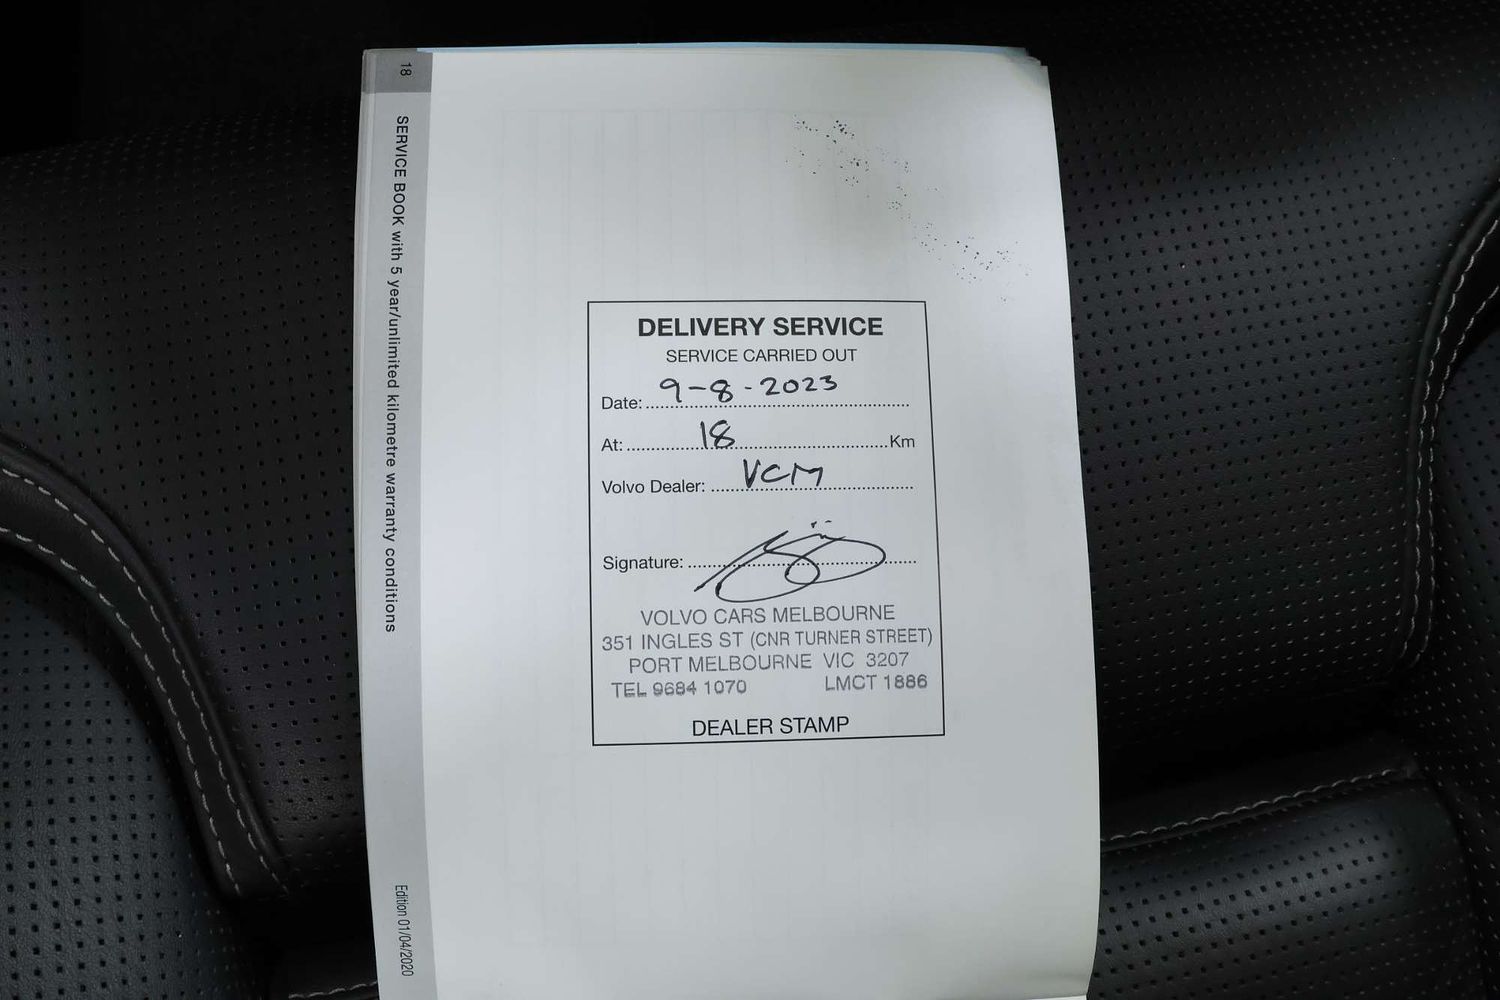 18
SERVICE BOOK with 5 year/unlimited kilometre warranty conditions
Edition 01/04/2020
DELIVERY SERVICE
SERVICE CARRIED OUT
Date: 9-8-2023
At: 18 Km
Volvo Dealer: VCM
Signature:
VOLVO CARS MELBOURNE
351 INGLES ST (CNR TURNER STREET)
PORT MELBOURNE VIC 3207
TEL 9684 1070 LMCT 1886
DEALER STAMP